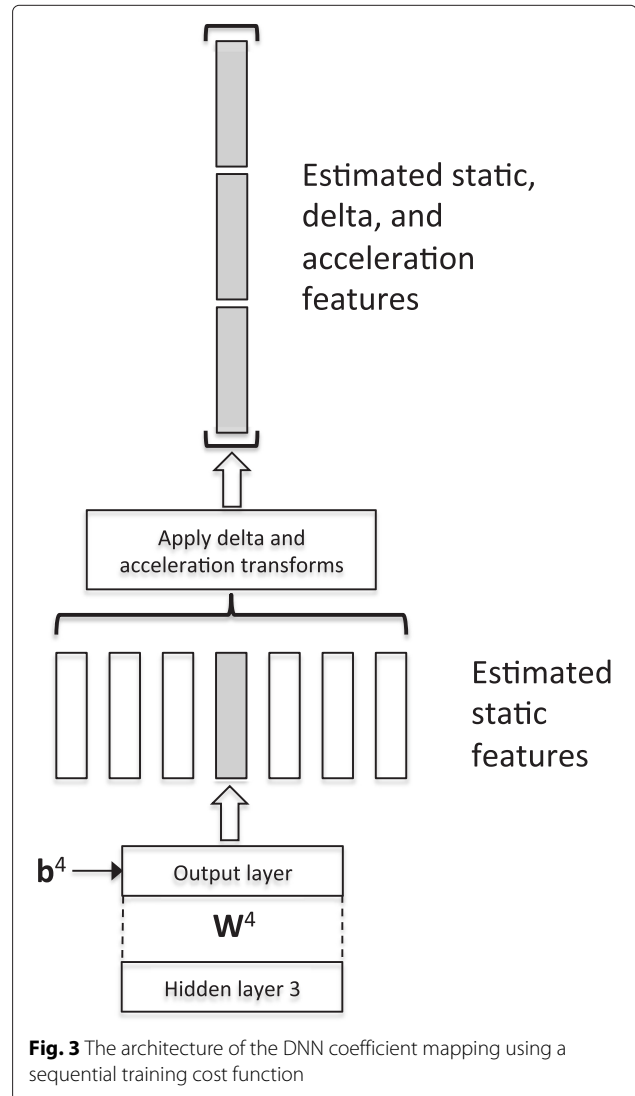 Estimated static,
delta, and
acceleration
features
Apply delta and
acceleration transforms
Estimated
static
features
b⁴
Output layer
W⁴
Hidden layer 3
Fig. 3 The architecture of the DNN coefficient mapping using a
sequential training cost function